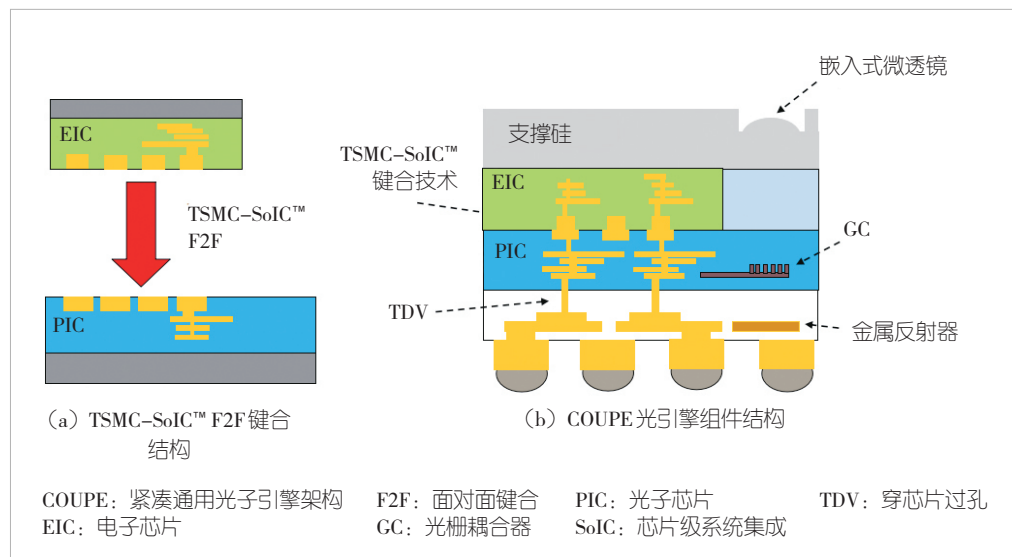 EIC
TSMC–SoIC™
F2F
PIC
(a) TSMC–SoIC™ F2F键合
结构
嵌入式微透镜
支撑硅
TSMC–SoIC™
键合技术
EIC
PIC
GC
TDV
金属反射器
(b) COUPE光引擎组件结构
COUPE：紧凑通用光子引擎架构 F2F：面对面键合 PIC：光子芯片 TDV：穿芯片过孔
EIC：电子芯片 GC：光栅耦合器 SoIC：芯片级系统集成